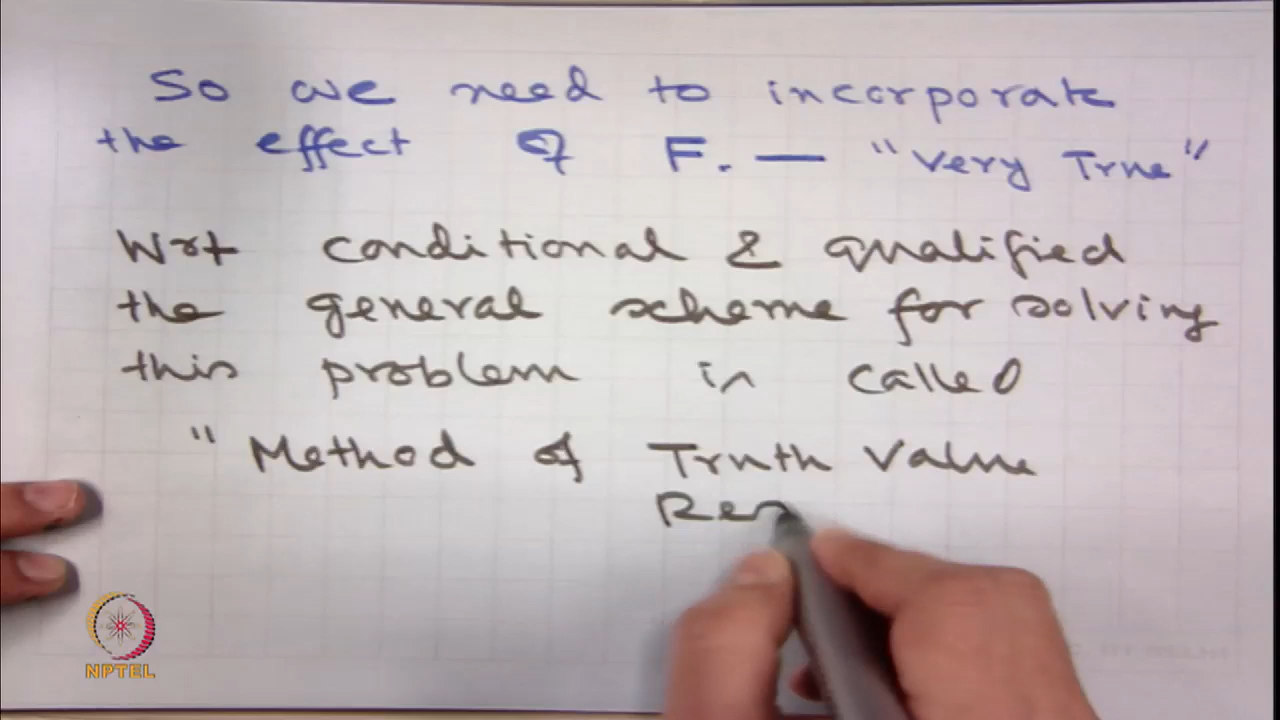 So we need to incorporate
the effect of F. — "Very True"
Wrt conditional & qualified
the general scheme for solving
this problem is called
"Method of Truth Value
Res
NPTEL